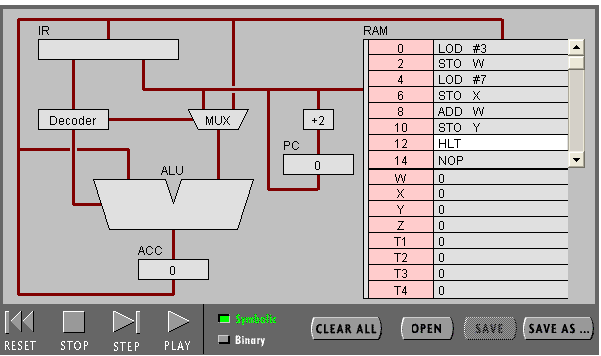 IR
RAM
0 LOD #3
2 STO W
4 LOD #7
6 STO X
8 ADD W
10 STO Y
12 HLT
14 NOP
Decoder
MUX
+2
PC
0
ALU
ACC
0
W 0
X 0
Y 0
Z 0
T1 0
T2 0
T3 0
T4 0
Symbolic
Binary
RESET
STOP
STEP
PLAY
CLEAR ALL
OPEN
SAVE
SAVE AS ...